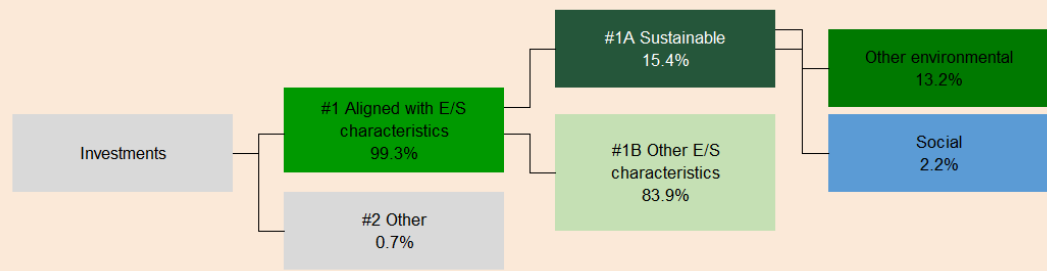 Investments
#1 Aligned with E/S
characteristics
99.3%
#2 Other
0.7%
#1A Sustainable
15.4%
#1B Other E/S
characteristics
83.9%
Other environmental
13.2%
Social
2.2%